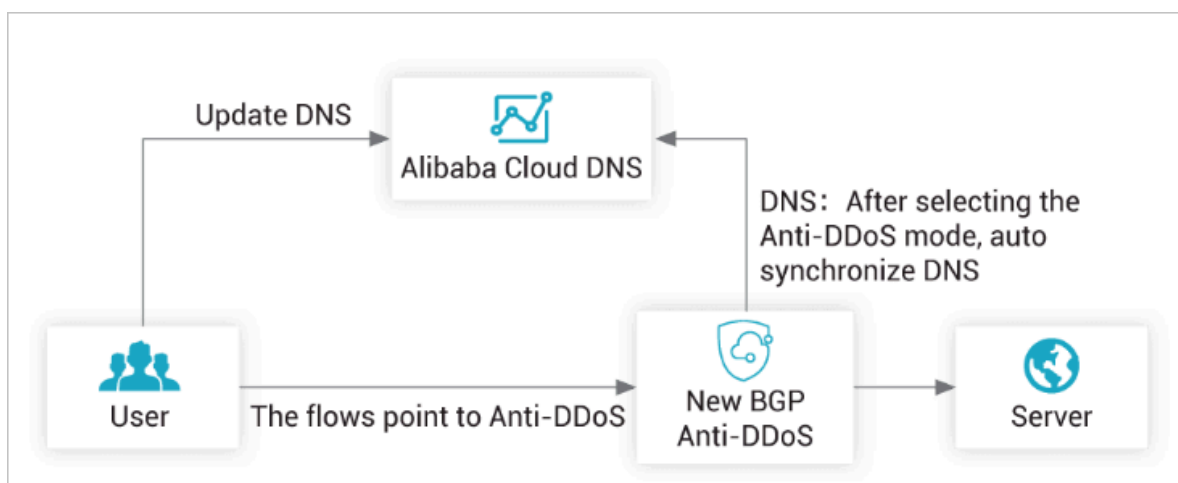 Update DNS
Alibaba Cloud DNS
DNS：After selecting the
Anti-DDoS mode, auto
synchronize DNS
User
The flows point to Anti-DDoS
New BGP
Anti-DDoS
Server